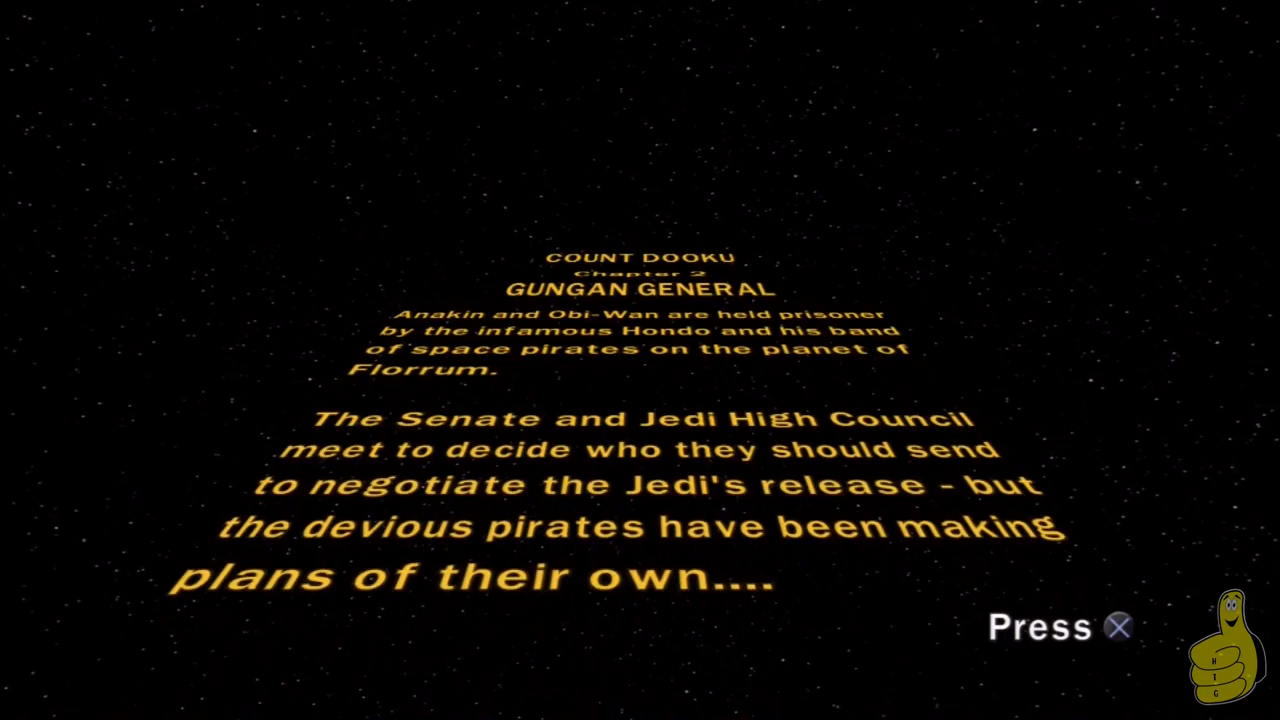 COUNT DOOKU
Chapter 2
GUNGAN GENERAL
Anakin and Obi-Wan are held prisoner
by the infamous Hondo and his band
of space pirates on the planet of
Florrum.
The Senate and Jedi High Council
meet to decide who they should send
to negotiate the Jedi's release - but
the devious pirates have been making
plans of their own....
Press
H
T
G